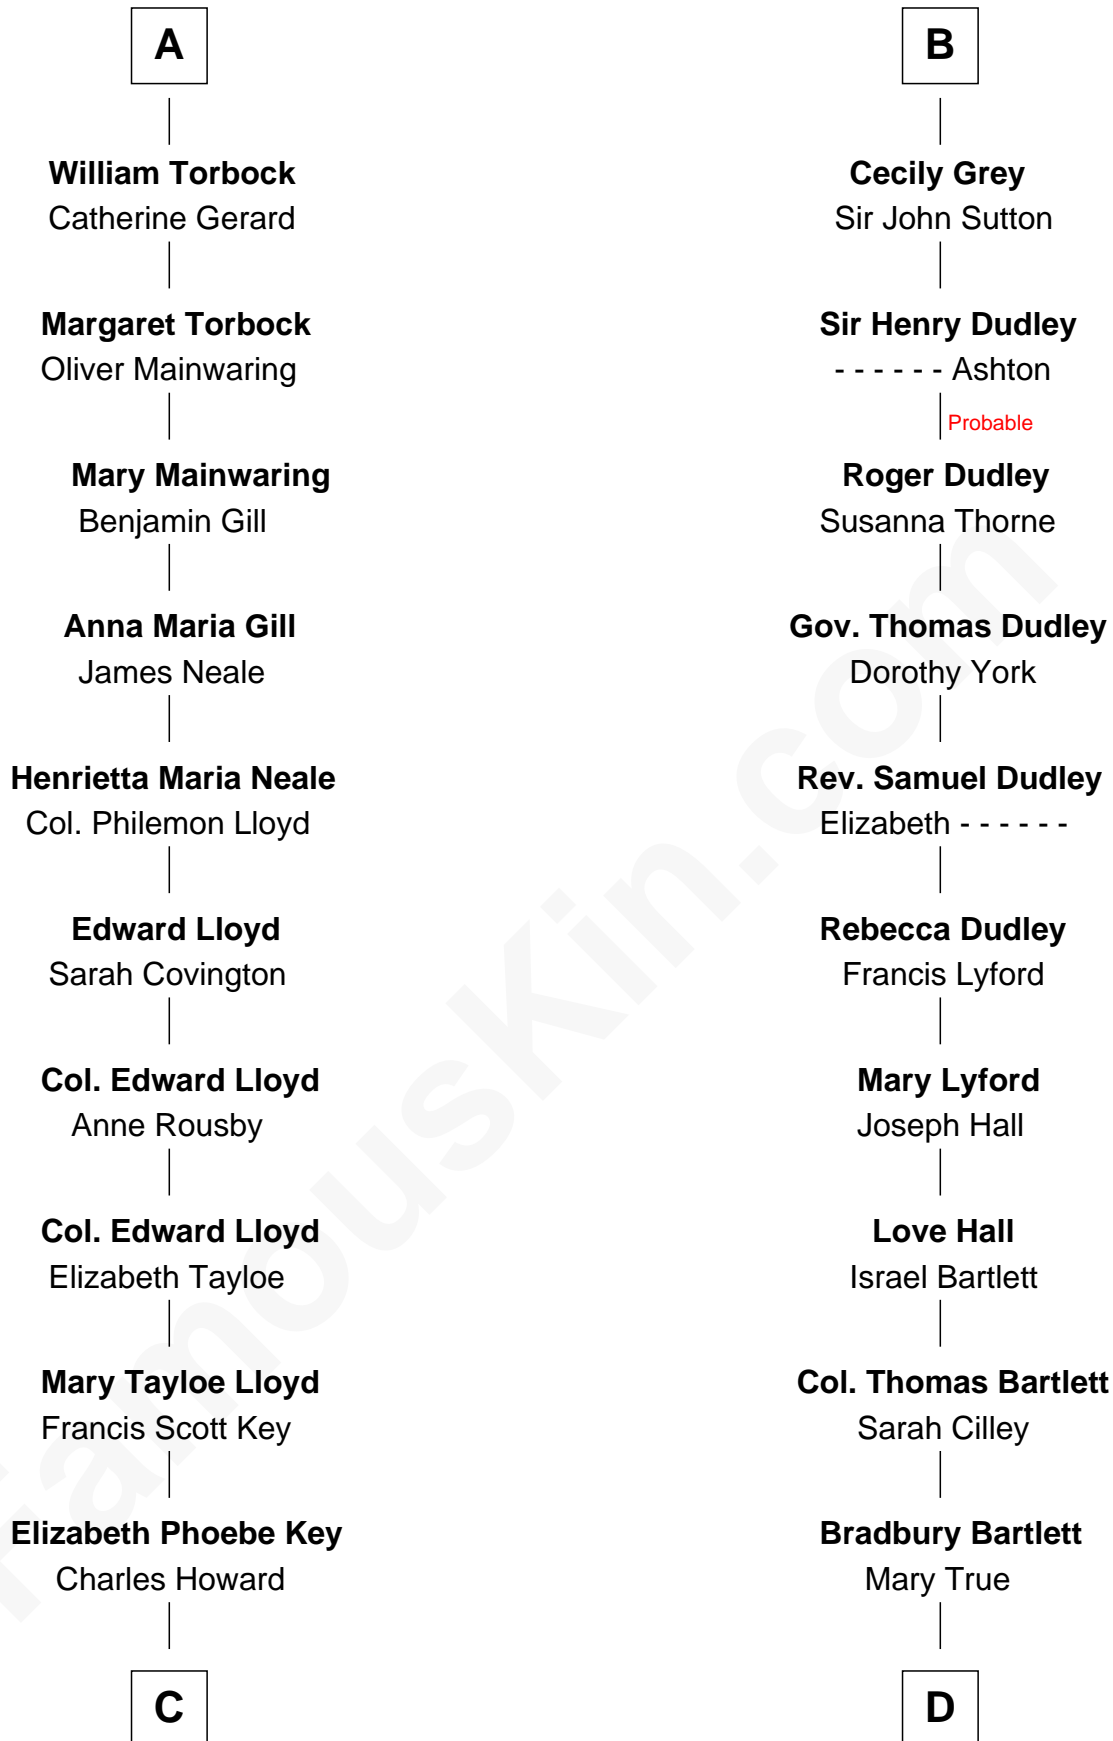 A
William Torbock
Catherine Gerard
Margaret Torbock
Oliver Mainwaring
Mary Mainwaring
Benjamin Gill
Anna Maria Gill
James Neale
Henrietta Maria Neale
Col. Philemon Lloyd
Edward Lloyd
Sarah Covington
Col. Edward Lloyd
Anne Rousby
Col. Edward Lloyd
Elizabeth Tayloe
Mary Tayloe Lloyd
Francis Scott Key
Elizabeth Phoebe Key
Charles Howard
C
B
Cecily Grey
Sir John Sutton
Sir Henry Dudley
- - - - - - Ashton
Probable
Roger Dudley
Susanna Thorne
Gov. Thomas Dudley
Dorothy York
Rev. Samuel Dudley
Elizabeth - - - - - -
Rebecca Dudley
Francis Lyford
Mary Lyford
Joseph Hall
Love Hall
Israel Bartlett
Col. Thomas Bartlett
Sarah Cilley
Bradbury Bartlett
Mary True
D
FamousKin.com